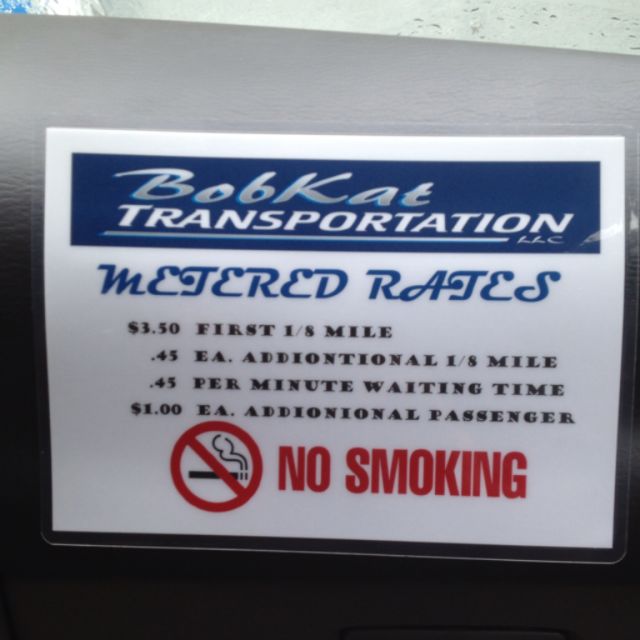 BobKat
TRANSPORTATION
LLC
METERED RATES
$3.50 FIRST 1/8 MILE
.45 EA. ADDIONTIONAL 1/8 MILE
.45 PER MINUTE WAITING TIME
$1.00 EA. ADDIONIONAL PASSENGER
NO SMOKING